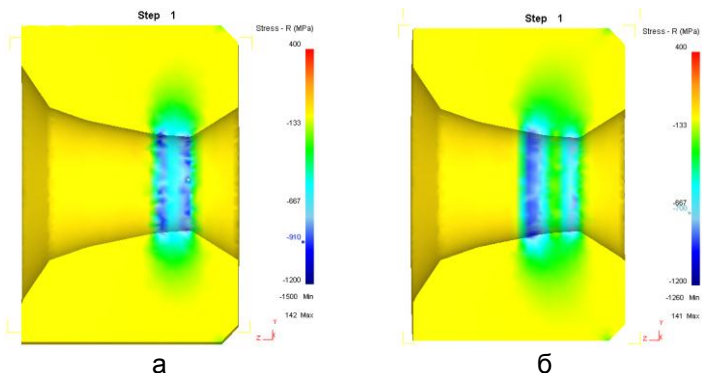 Step 1
Stress - R (MPa)
400
-133
-667
-910
-1200
-1500 Min
142 Max
Z
Y
X
а
Step 1
Stress - R (MPa)
400
-133
-667
-700
-1200
-1260 Min
141 Max
Z
Y
X
б